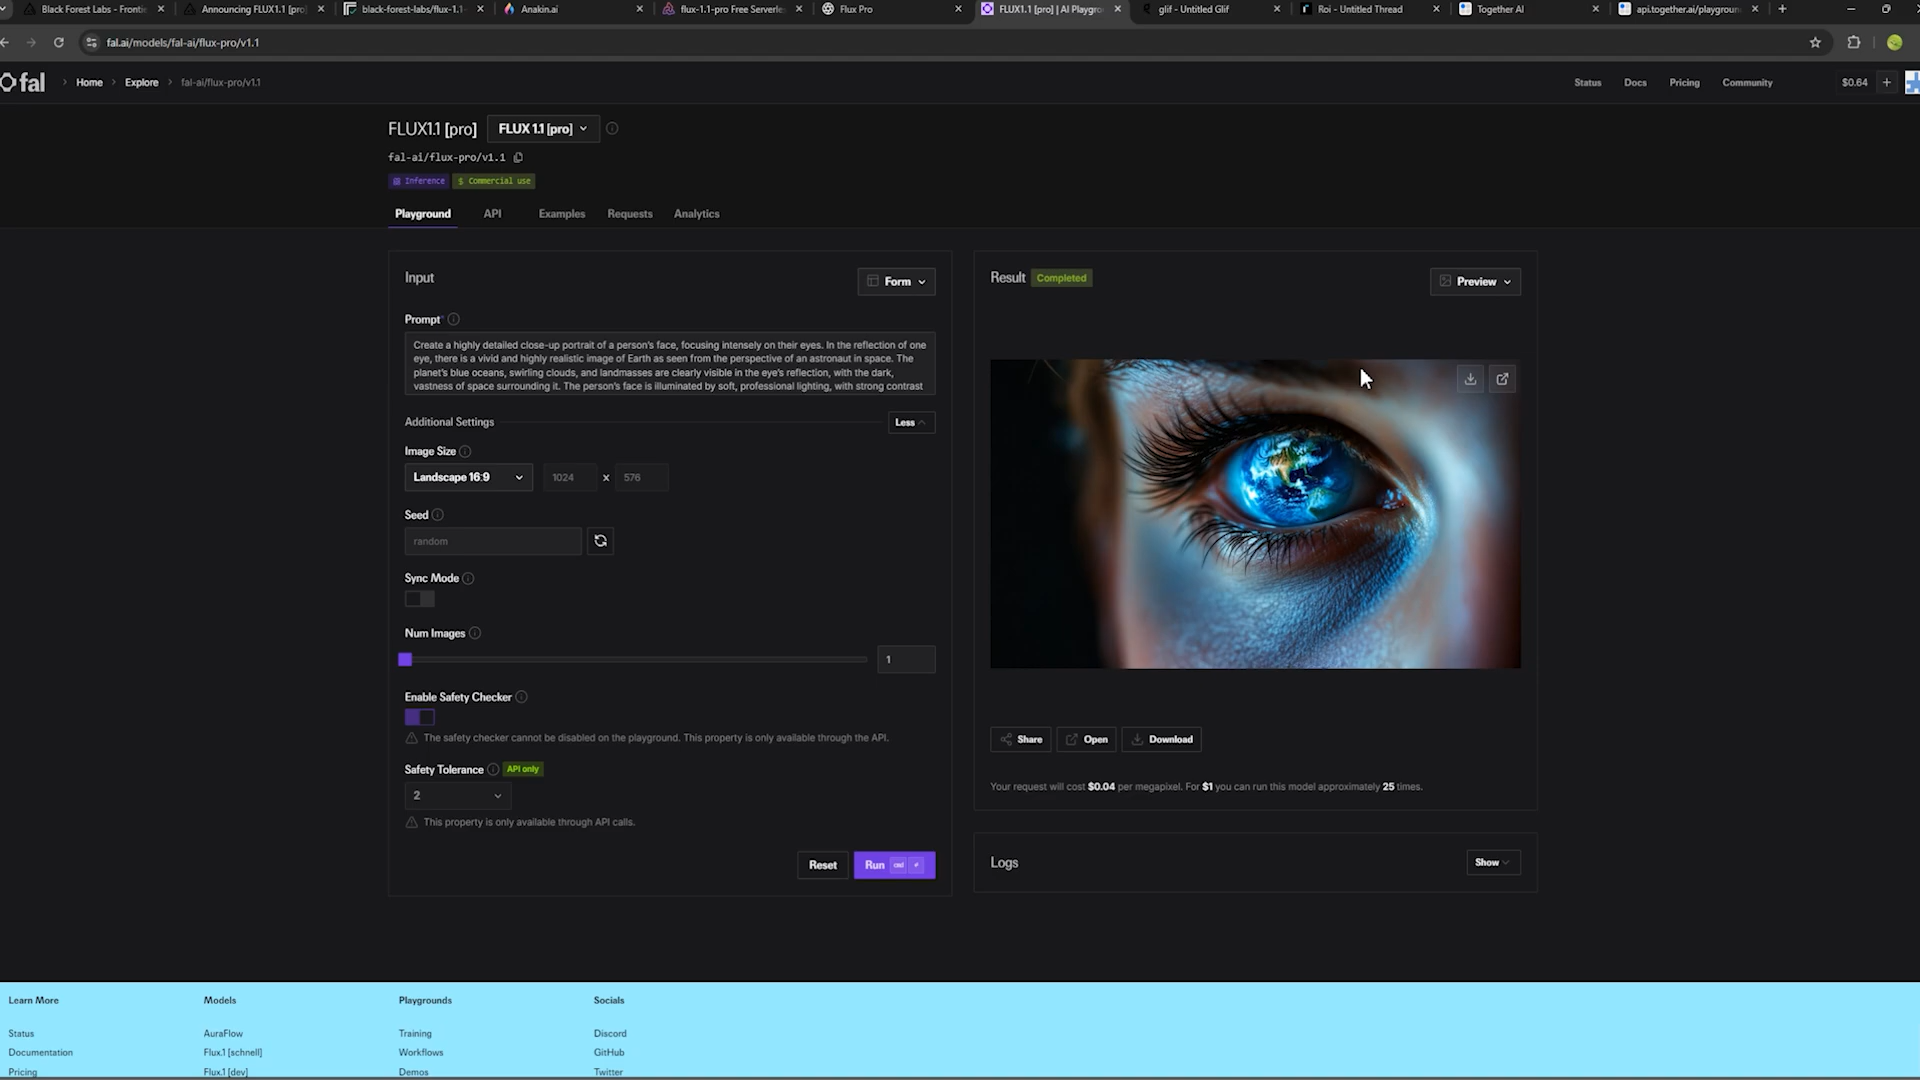 Black Forest Labs - Frontie
Announcing FLUX1.1 [pro]
black-forest-labs/flux-1.1-
Anakin.ai
flux-1.1-pro Free Serverles
Flux Pro
FLUX1.1 [pro] | AI Playgro
glif - Untitled Glif
Roi - Untitled Thread
Together AI
api.together.ai/playgroun
fal.ai/models/fal-ai/flux-pro/v1.1
fal
Home
Explore
fal-ai/flux-pro/v1.1
Status
Docs
Pricing
Community
$0.64
FLUX1.1 [pro]
FLUX 1.1 [pro]
fal-ai/flux-pro/v1.1
Inference
Commercial use
Playground
API
Examples
Requests
Analytics
Input
Form
Prompt*
Create a highly detailed close-up portrait of a person's face, focusing intensely on their eyes. In the reflection of one
eye, there is a vivid and highly realistic image of Earth as seen from the perspective of an astronaut in space. The
planet's blue oceans, swirling clouds, and landmasses are clearly visible in the eye's reflection, with the dark,
vastness of space surrounding it. The person's face is illuminated by soft, professional lighting, with strong contrast
Additional Settings
Less
Image Size
Landscape 16:9
1024
x
576
Seed
random
Sync Mode
Num Images
1
Enable Safety Checker
The safety checker cannot be disabled on the playground. This property is only available through the API.
Safety Tolerance
API only
2
This property is only available through API calls.
Reset
Run
Result
Completed
Preview
Share
Open
Download
Your request will cost $0.04 per megapixel. For $1 you can run this model approximately 25 times.
Logs
Show
Learn More
Models
Playgrounds
Socials
Status
AuraFlow
Training
Discord
Documentation
Flux.1 [schnell]
Workflows
GitHub
Pricing
Flux.1 [dev]
Demos
Twitter